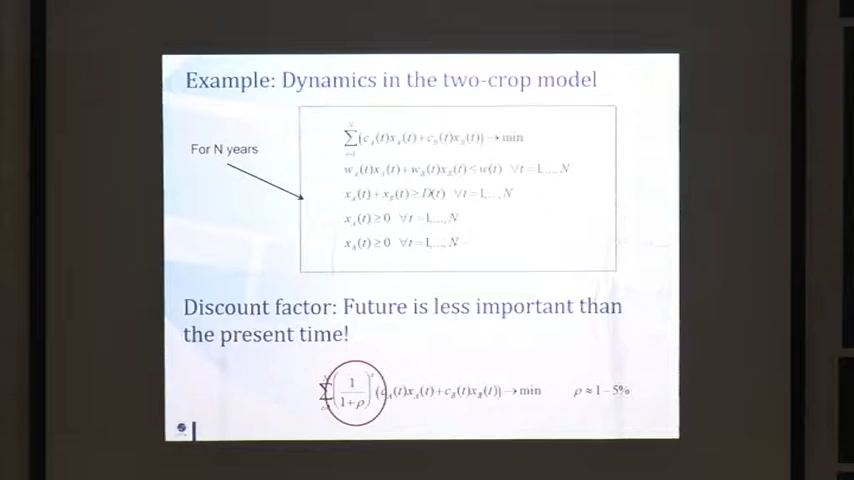 Example: Dynamics in the two-crop model
For N years
∑_{t=1}^{N} (c_A(t)x_A(t)+c_B(t)x_B(t)) → min
w_A(t)x_A(t)+w_B(t)x_B(t) ≤ w(t) ∀t=1,...,N
x_A(t)+x_B(t) ≥ D(t) ∀t=1,...,N
x_A(t) ≥ 0 ∀t=1,...,N
x_B(t) ≥ 0 ∀t=1,...,N
Discount factor: Future is less important than
the present time!
∑_{t=1}^{N} (1/(1+ρ))^t (c_A(t)x_A(t)+c_B(t)x_B(t)) → min ρ≈1−5%